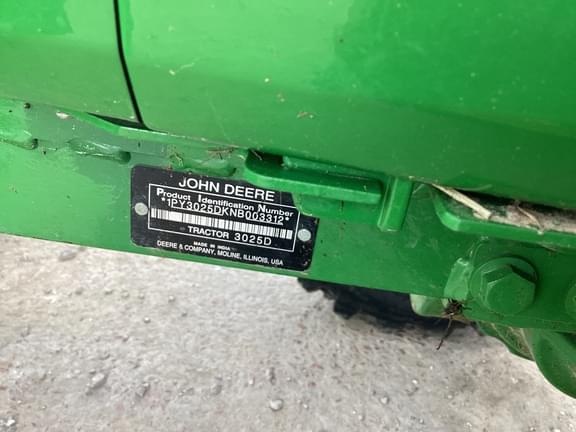 JOHN DEERE
Product Identification Number
*1PY3025DKNB003312*
TRACTOR 3025D
MADE IN INDIA
DEERE & COMPANY, MOLINE, ILLINOIS, USA